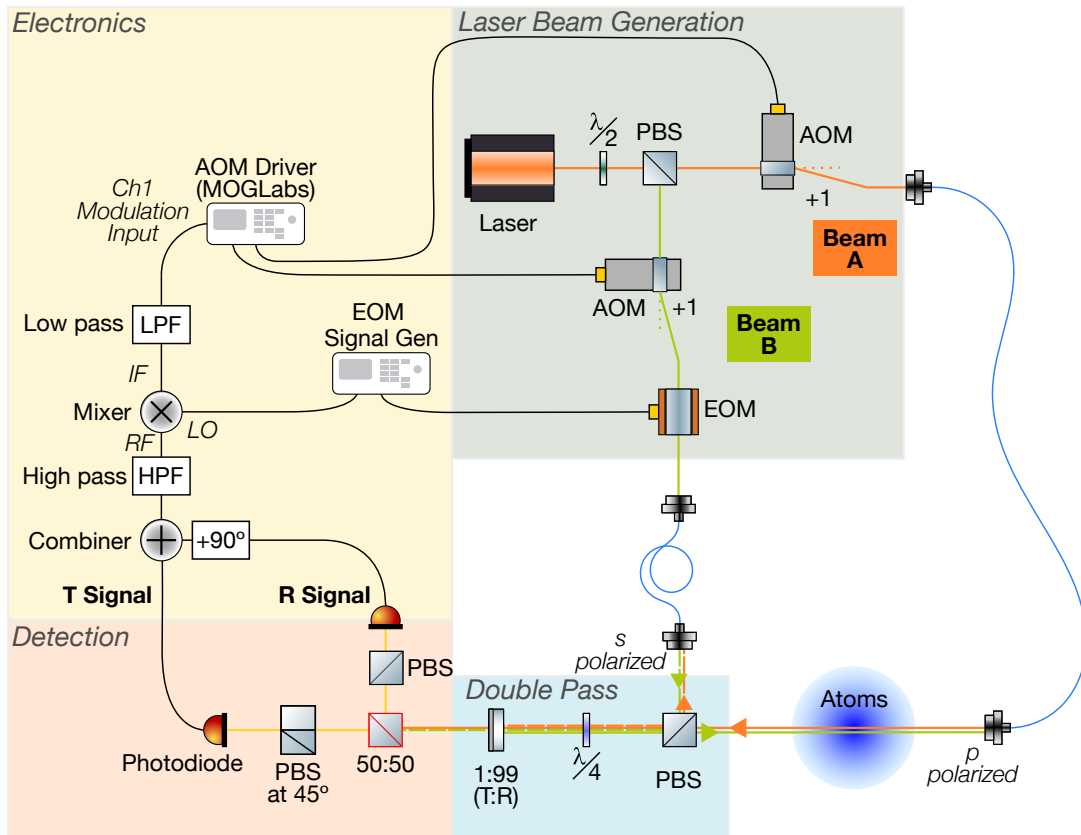 Electronics
Laser Beam Generation
λ/2
PBS
AOM
AOM Driver
(MOGLabs)
Ch1
Modulation
Input
Laser
+1
Beam
A
AOM
+1
Beam
B
Low pass
LPF
EOM
Signal Gen
IF
Mixer
LO
RF
EOM
High pass
HPF
Combiner
+90º
T Signal
R Signal
Detection
s
polarized
PBS
Double Pass
Atoms
Photodiode
PBS
at 45º
50:50
1:99
(T:R)
λ/4
PBS
p
polarized